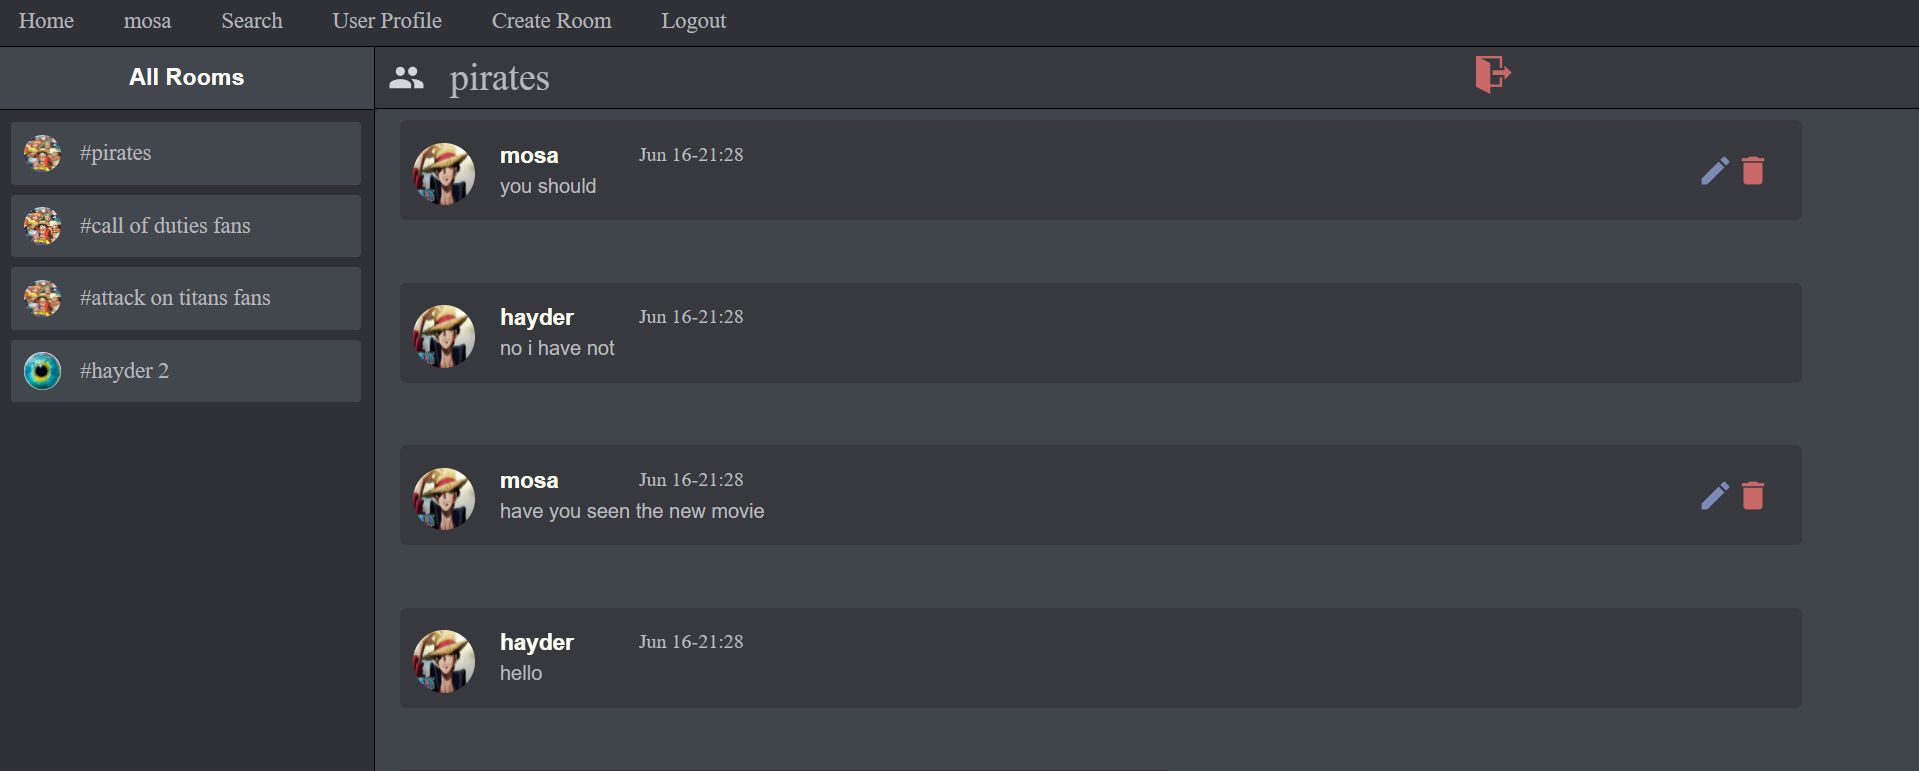 Home mosa Search User Profile Create Room Logout
All Rooms
#pirates
#call of duties fans
#attack on titans fans
#hayder 2
pirates
mosa Jun 16-21:28
you should
hayder Jun 16-21:28
no i have not
mosa Jun 16-21:28
have you seen the new movie
hayder Jun 16-21:28
hello